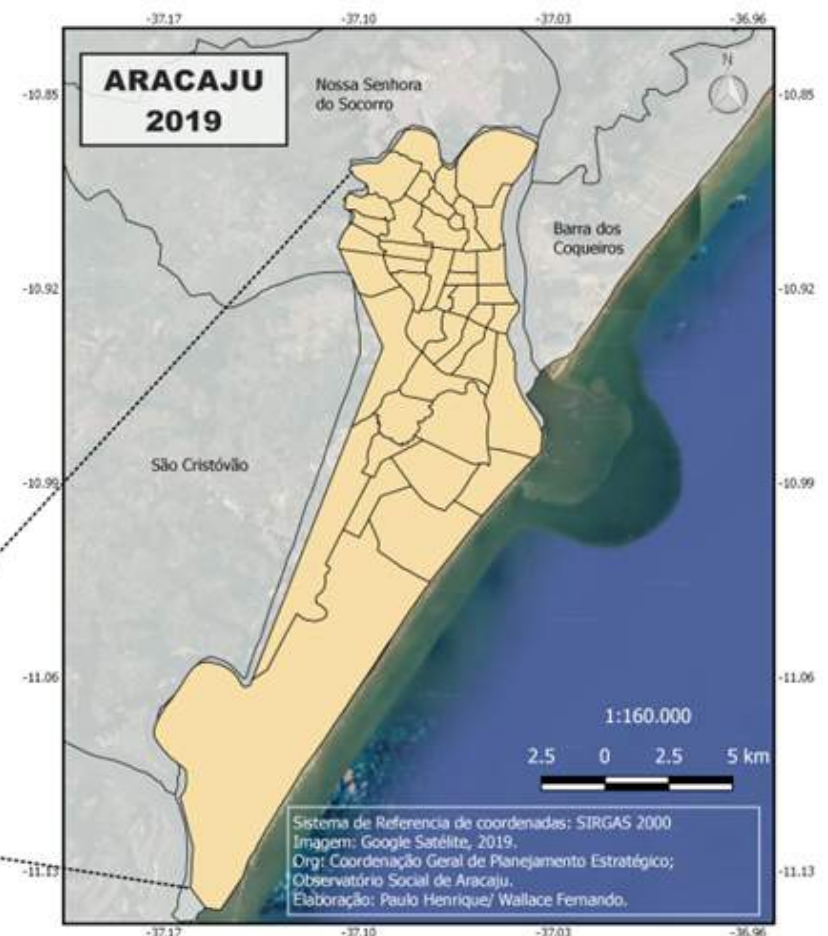 -37.17 -37.10 -37.03 -36.96
ARACAJU
2019
Nossa Senhora
do Socorro
N
-10.85 -10.85
Barra dos
Coqueiros
-10.92 -10.92
São Cristóvão
-10.99 -10.99
-11.06 -11.06
1:160.000
2.5 0 2.5 5 km
Sistema de Referencia de coordenadas: SIRGAS 2000
Imagem: Google Satélite, 2019.
Org: Coordenação Geral de Planejamento Estratégico;
Observatório Social de Aracaju.
Elaboração: Paulo Henrique/ Wallace Fernando.
-11.13 -11.13
-37.17 -37.10 -37.03 -36.96